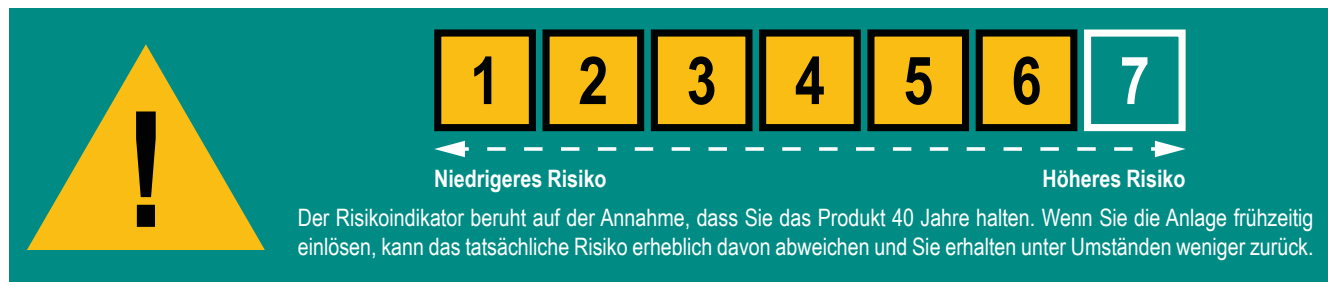 !
1 2 3 4 5 6 7
Niedrigeres Risiko Höheres Risiko
Der Risikoindikator beruht auf der Annahme, dass Sie das Produkt 40 Jahre halten. Wenn Sie die Anlage frühzeitig
einlösen, kann das tatsächliche Risiko erheblich davon abweichen und Sie erhalten unter Umständen weniger zurück.